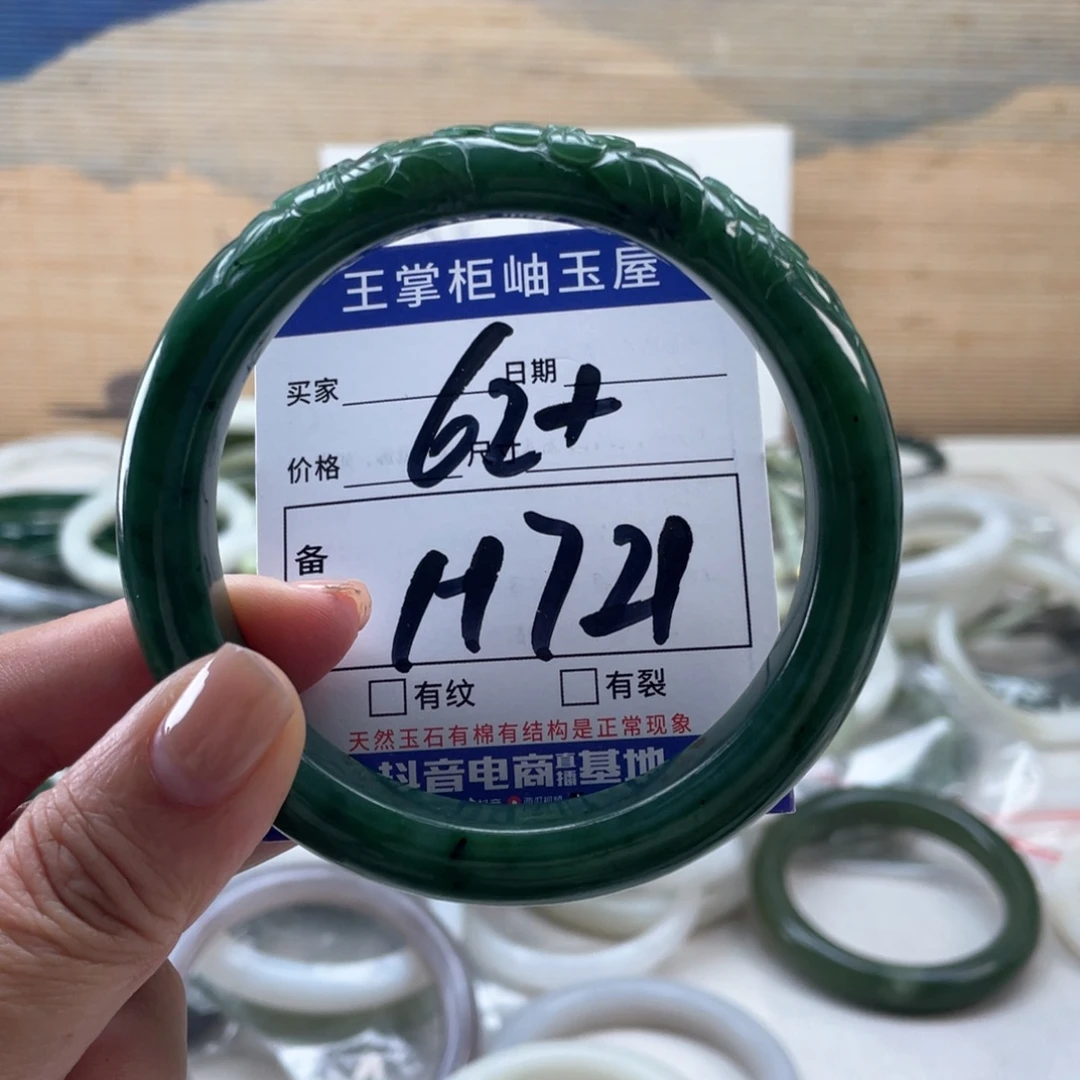 王掌柜岫玉屋
买家 日期
62+
价格 尺寸
备
H721
有纹 有裂
天然玉石有棉有结构是正常现象
抖音电商直播基地